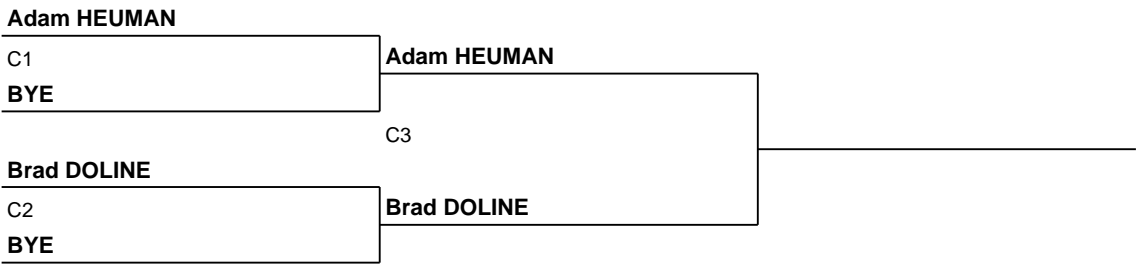 Adam HEUMAN
C1
Adam HEUMAN
BYE
C3
Brad DOLINE
C2
Brad DOLINE
BYE